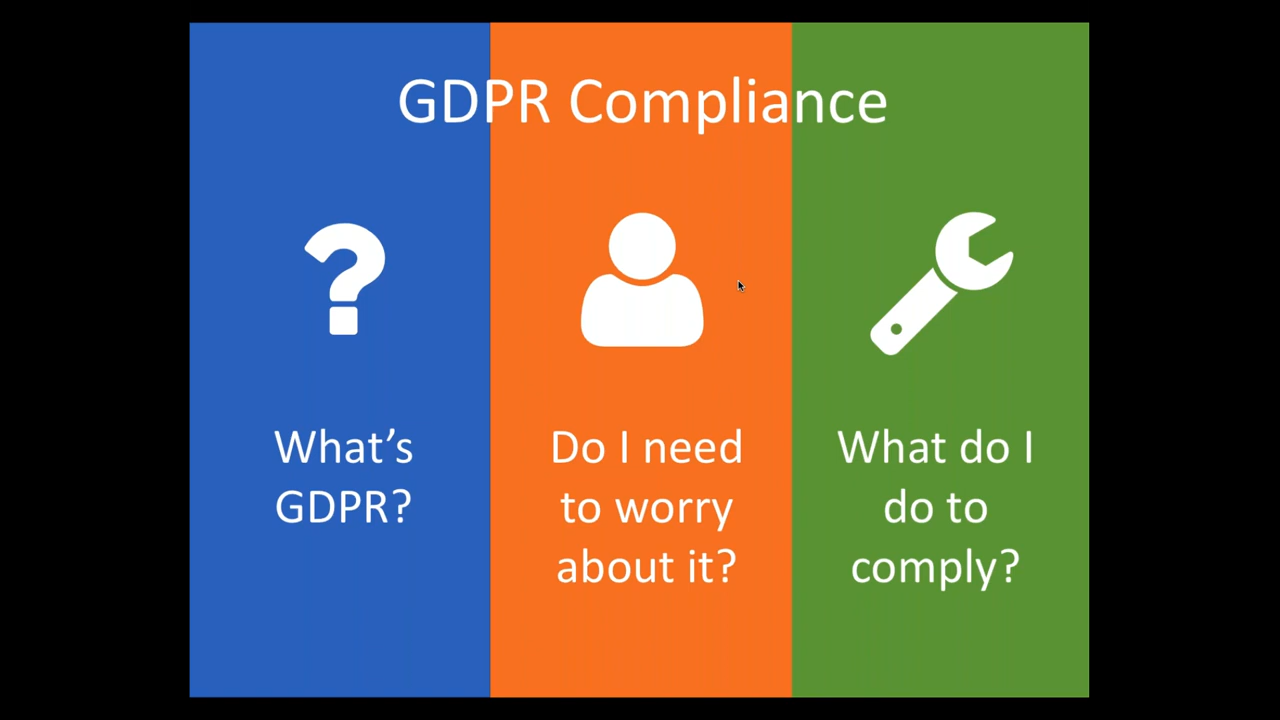 GDPR Compliance
What’s
GDPR?
Do I need
to worry
about it?
What do I
do to
comply?